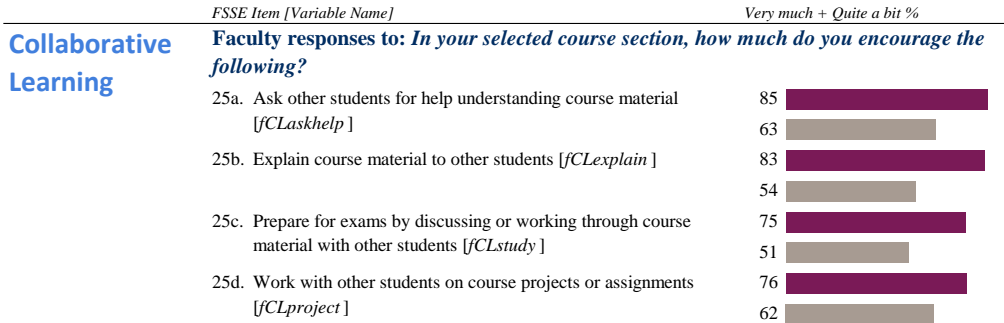 FSSE Item [Variable Name] Very much + Quite a bit %
Collaborative
Learning
Faculty responses to: In your selected course section, how much do you encourage the
following?
25a. Ask other students for help understanding course material
[fCLaskhelp ]
85
63
25b. Explain course material to other students [fCLexplain ]
83
54
25c. Prepare for exams by discussing or working through course
material with other students [fCLstudy ]
75
51
25d. Work with other students on course projects or assignments
[fCLproject ]
76
62